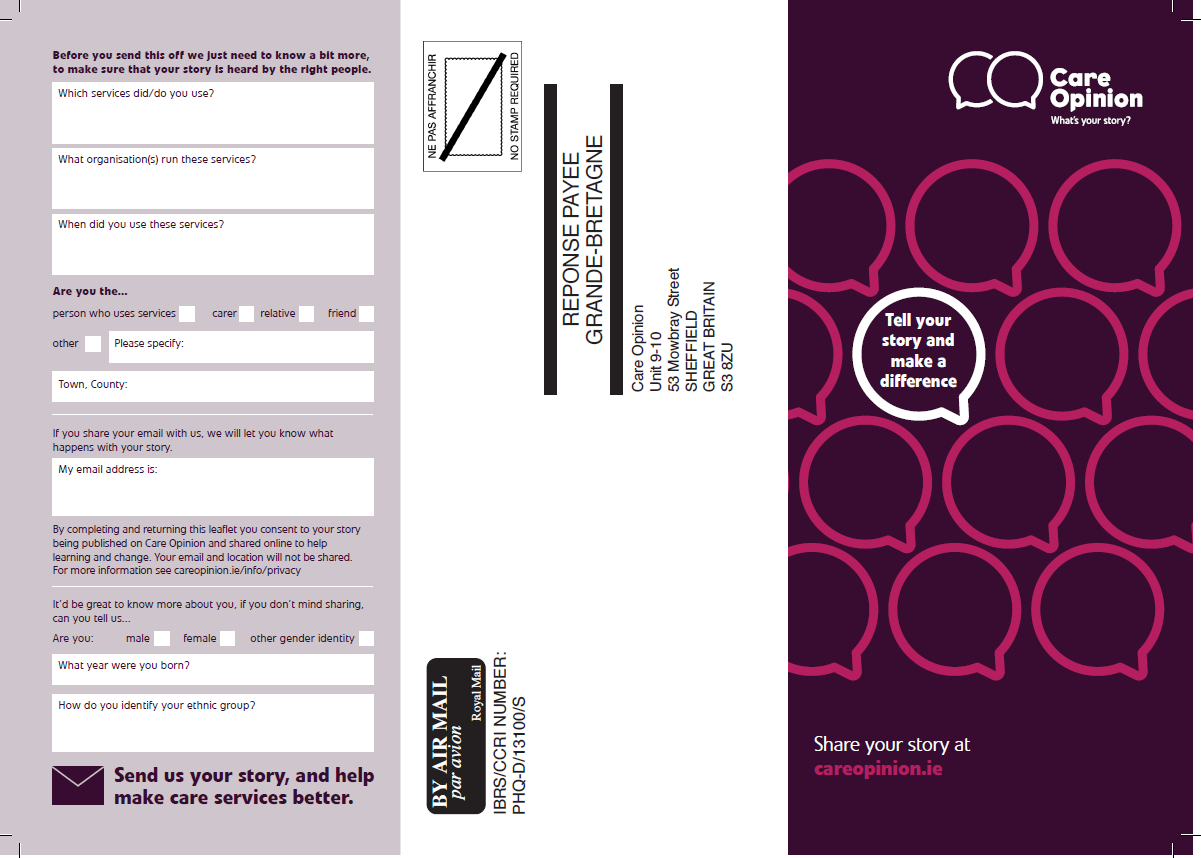 Before you send this off we just need to know a bit more,
to make sure that your story is heard by the right people.
Which services did/do you use?
What organisation(s) run these services?
When did you use these services?
Are you the...
person who uses services
carer
relative
friend
other
Please specify:
Town, County:
If you share your email with us, we will let you know what
happens with your story.
My email address is:
By completing and returning this leaflet you consent to your story
being published on Care Opinion and shared online to help
learning and change. Your email and location will not be shared.
For more information see careopinion.ie/info/privacy
It'd be great to know more about you, if you don't mind sharing,
can you tell us...
Are you: male female other gender identity
What year were you born?
How do you identify your ethnic group?
Send us your story, and help
make care services better.
NE PAS AFFRANCHIR
NO STAMP REQUIRED
REPONSE PAYEE
GRANDE-BRETAGNE
Care Opinion
Unit 9-10
53 Mowbray Street
SHEFFIELD
GREAT BRITAIN
S3 8ZU
BY AIR MAIL
par avion
Royal Mail
IBRS/CCRI NUMBER:
PHQ-D/13100/S
Care
Opinion
What's your story?
Tell your
story and
make a
difference
Share your story at
careopinion.ie